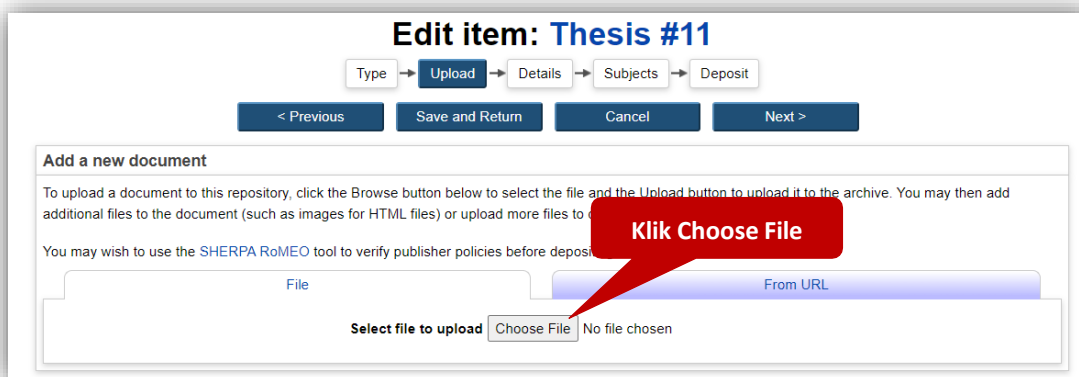 Edit item: Thesis #11
Type Upload Details Subjects Deposit
< Previous Save and Return Cancel Next >
Add a new document
To upload a document to this repository, click the Browse button below to select the file and the Upload button to upload it to the archive. You may then add
additional files to the document (such as images for HTML files) or upload more files to
Klik Choose File
You may wish to use the SHERPA RoMEO tool to verify publisher policies before
File From URL
Select file to upload Choose File No file chosen